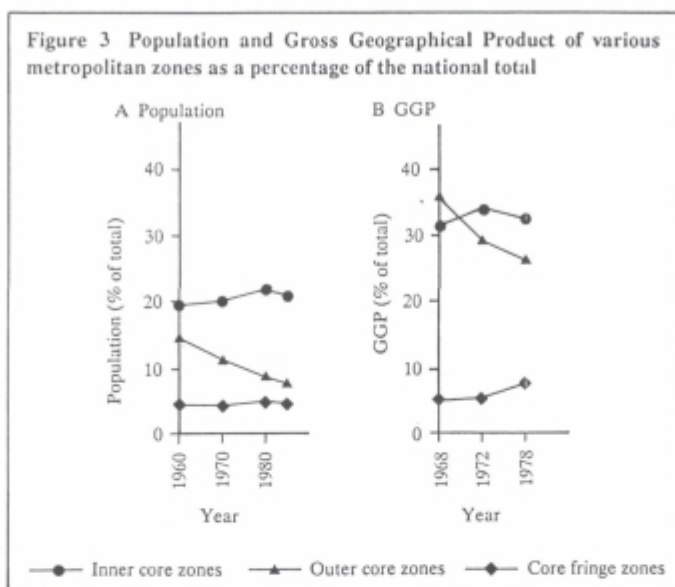 Figure 3 Population and Gross Geographical Product of various
metropolitan zones as a percentage of the national total
A Population
40
30
20
10
0
Population (% of total)
1960
1970
1980
Year
B GGP
40
30
20
10
0
GGP (% of total)
1968
1972
1978
Year
Inner core zones
Outer core zones
Core fringe zones